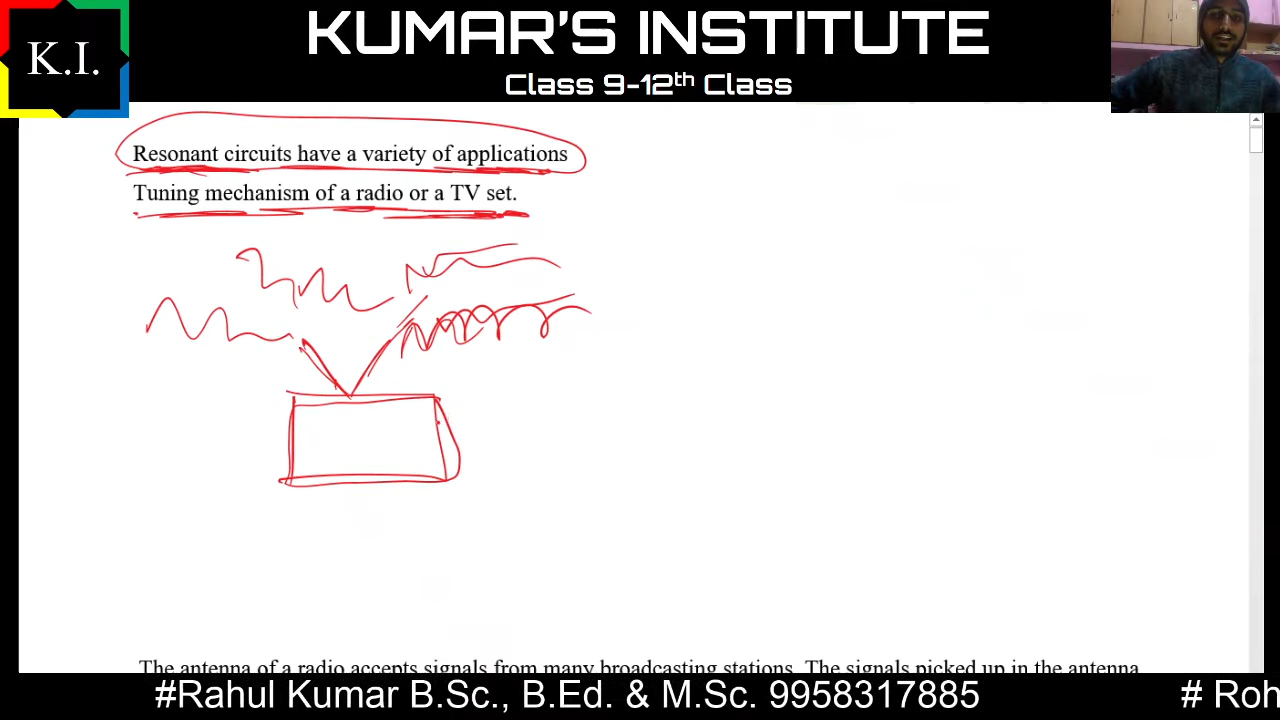 KUMAR'S INSTITUTE
K.I.
Class 9-12th Class
Resonant circuits have a variety of applications
Tuning mechanism of a radio or a TV set.
The antenna of a radio accepts signals from many broadcasting stations. The signals picked up in the antenna
#Rahul Kumar B.Sc., B.Ed. & M.Sc. 9958317885 # Roh